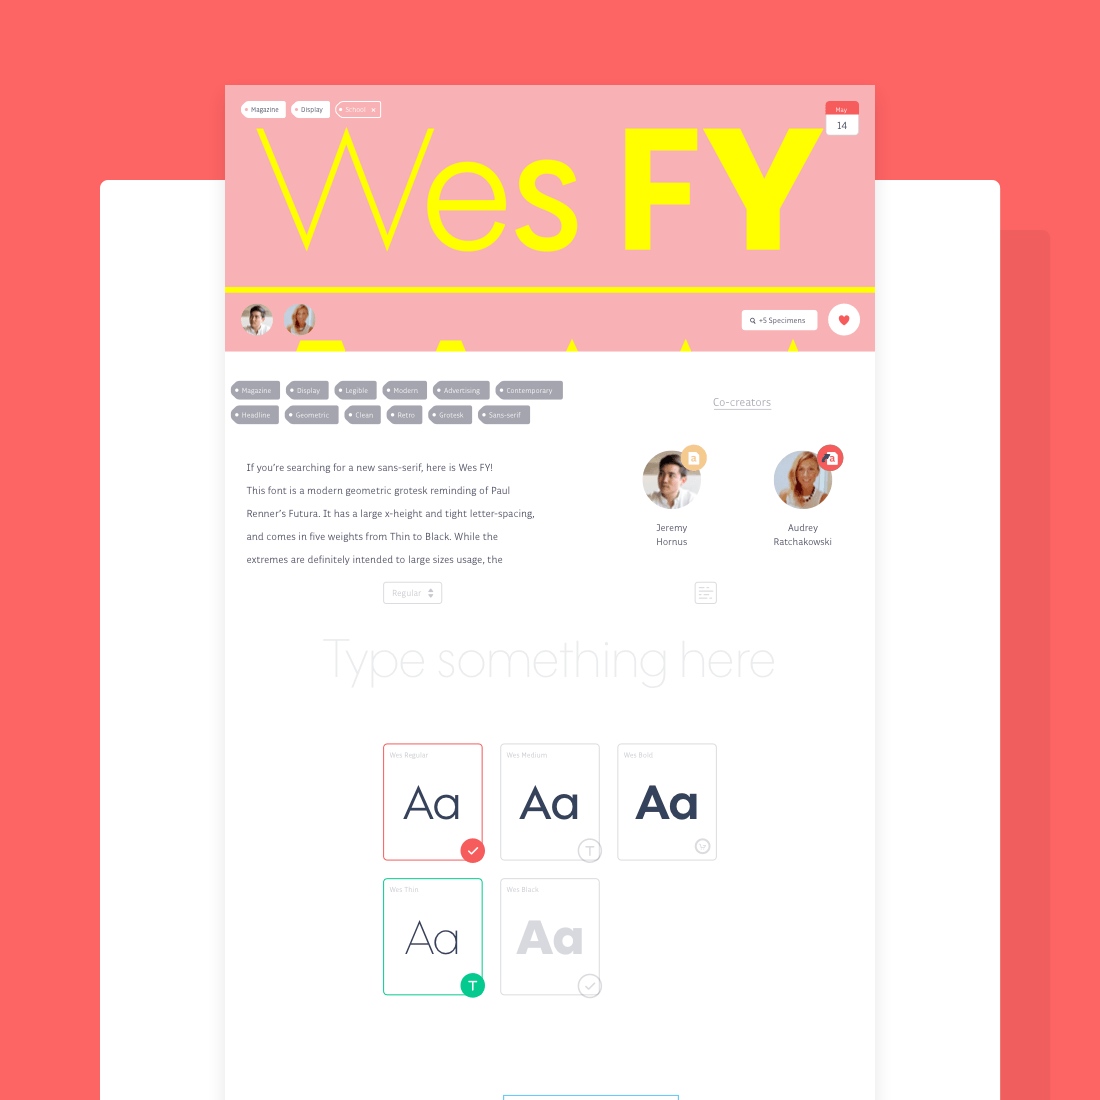 Magazine Display School ×
May
14
Wes FY
+5 Specimens
Magazine Display Legible Modern Advertising Contemporary
Headline Geometric Clean Retro Grotesk Sans-serif
Co-creators
If you're searching for a new sans-serif, here is Wes FY!
This font is a modern geometric grotesk reminding of Paul
Renner's Futura. It has a large x-height and tight letter-spacing,
and comes in five weights from Thin to Black. While the
extremes are definitely intended to large sizes usage, the
a
a
Jeremy
Hornus
Audrey
Ratchakowski
Regular
Type something here
Wes Regular
Aa
Wes Medium
Aa
T
Wes Bold
Aa
Wes Thin
Aa
T
Wes Black
Aa